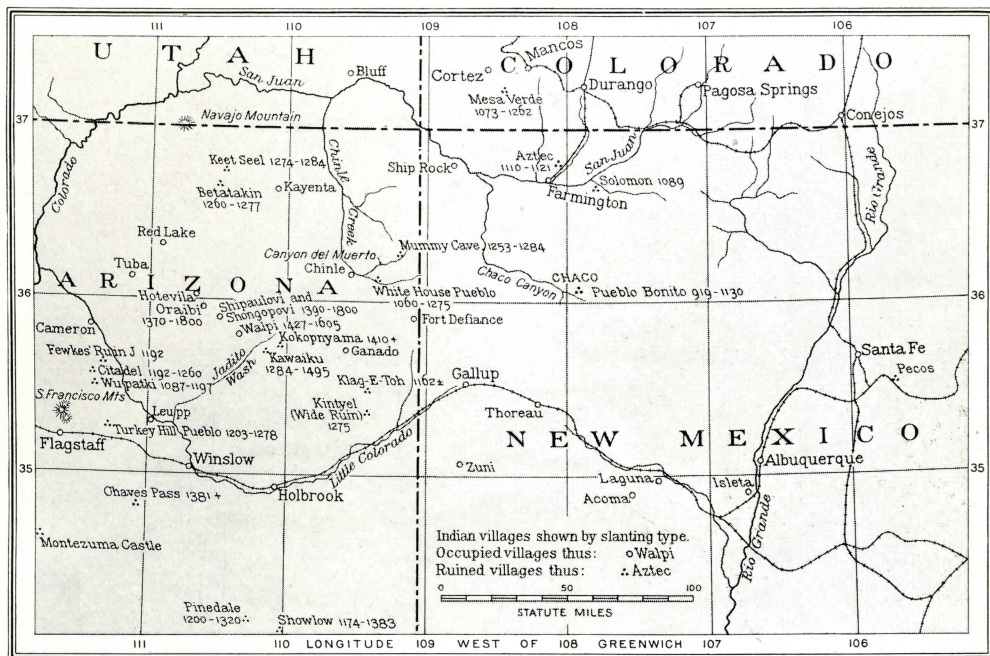 111 110 109 108 107 106
UTAH
COLORADO
Mancos
San Juan
Bluff
Cortez
Durango
Pagosa Springs
Mesa Verde
1073-1262
Conejos
37
Navajo Mountain
37
Colorado
Keet Seel 1274-1284
Chinle
Creek
Ship Rock
Aztec
1110-1121
San Juan
Solomon 1089
Farmington
Rio Grande
Betatakin
1260-1277
Kayenta
Red Lake
Mummy Cave 1253-1284
Canyon del Muerto
Tuba
Chinle
Chaco Canyon
CHACO
Pueblo Bonito 919-1130
ARIZONA
White House Pueblo
1060-1275
36
36
Hotevila
Oraibi
1370-1800
Shipaulovi and
Shongopovi 1390-1800
Walpi 1427-1605
Fort Defiance
Cameron
Kokopnyama 1410+
Ganado
Fewkes' Ruin J 1192
Jadito
Wash
Kawaiku
1284-1495
Santa Fe
Citadel 1192-1260
Wupatki 1087-1197
Klag-E-Toh 1162±
Gallup
Pecos
S. Francisco Mts
Leupp
Kintyel
(Wide Ruin)
1275
Thoreau
Turkey Hill Pueblo 1203-1278
Flagstaff
NEW MEXICO
Little Colorado
Winslow
Zuni
Albuquerque
35
35
Holbrook
Laguna
Isleta
Chaves Pass 1381+
Acoma
Montezuma Castle
Rio Grande
Indian villages shown by slanting type.
Occupied villages thus: Walpi
Ruined villages thus: Aztec
0 50 100
STATUTE MILES
Pinedale
1200-1320
Showlow 1174-1383
111 110 LONGITUDE 109 WEST OF 108 GREENWICH 107 106